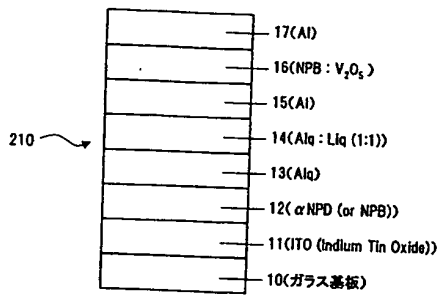 17(Al)
16(NPB : V₂O₅)
15(Al)
210
14(Alq : Liq (1:1))
13(Alq)
12(αNPD (or NPB))
11(ITO (Indium Tin Oxide))
10(ガラス基板)